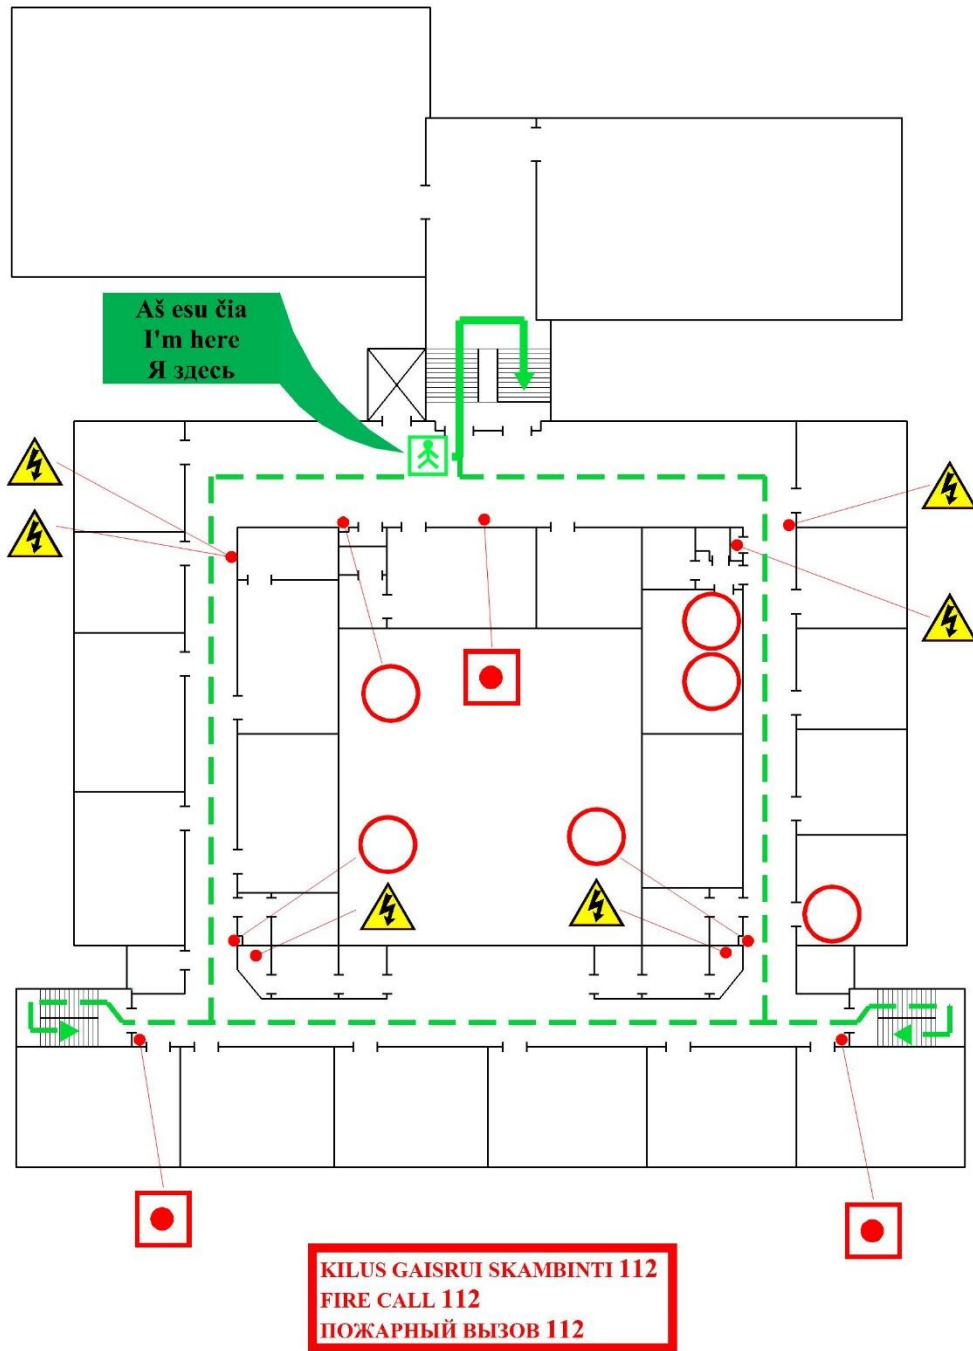 Aš esu čia
I'm here
Я здесь
KILUS GAISRUI SKAMBINTI 112
FIRE CALL 112
ПОЖАРНЫЙ ВЫЗОВ 112